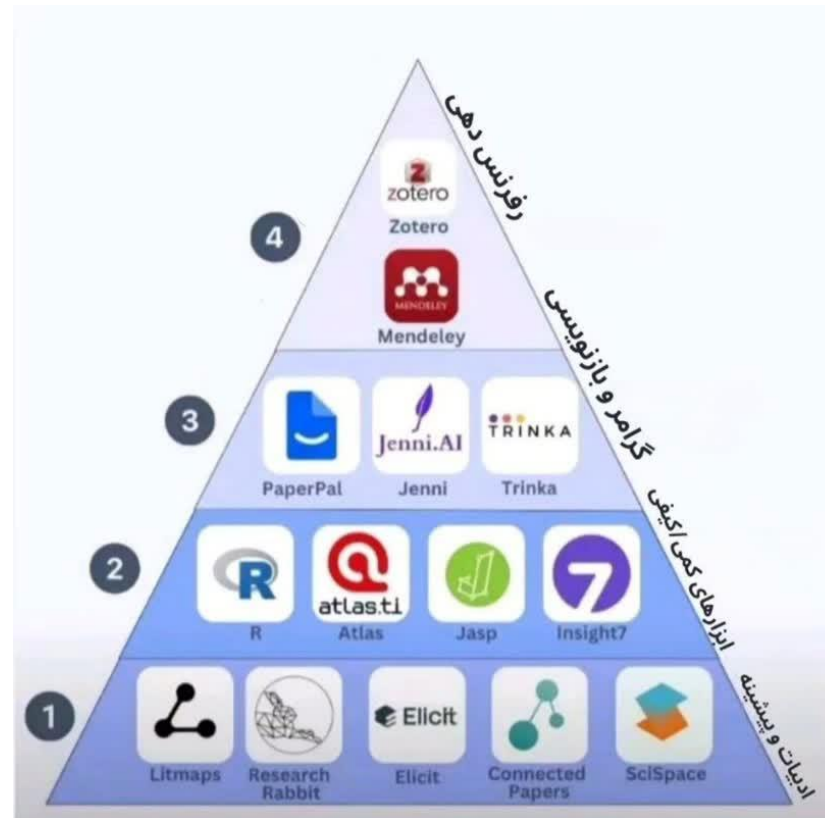 رفرنس دهی
zotero
Zotero
4
MENDELEY
Mendeley
گرامر و بازنویسی
3
Jenni.AI
TRINKA
PaperPal
Jenni
Trinka
ابزارهای کمی/کیفی
2
R
atlas.ti
R
Atlas
Jasp
Insight7
ادبیات و پیشینه
1
Elicit
Litmaps
Research
Rabbit
Elicit
Connected
Papers
SciSpace